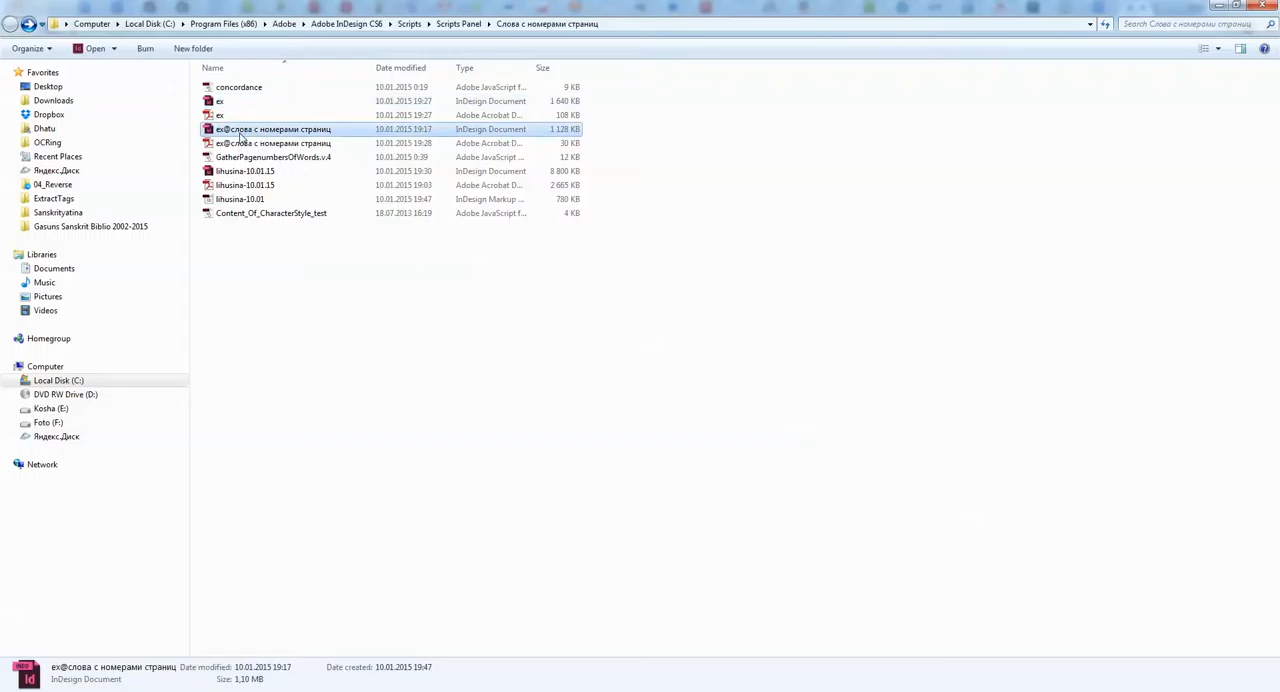 Computer ▸ Local Disk (C:) ▸ Program Files (x86) ▸ Adobe ▸ Adobe InDesign CS6 ▸ Scripts ▸ Scripts Panel ▸ Слова с номерами страниц
Search Слова с номерами страниц
Organize Open Burn New folder
Name Date modified Type Size
concordance 10.01.2015 0:19 Adobe JavaScript f... 9 KB
ex 10.01.2015 19:27 InDesign Document 1 640 KB
ex 10.01.2015 19:27 Adobe Acrobat D... 108 KB
ex@слова с номерами страниц 10.01.2015 19:17 InDesign Document 1 128 KB
ex@слова с номерами страниц 10.01.2015 19:28 Adobe Acrobat D... 30 KB
GatherPagenumbersOfWords.v.4 10.01.2015 0:39 Adobe JavaScript ... 12 KB
lihusina-10.01.15 10.01.2015 19:30 InDesign Document 8 800 KB
lihusina-10.01.15 10.01.2015 19:03 Adobe Acrobat D... 2 665 KB
lihusina-10.01 10.01.2015 19:47 InDesign Markup ... 780 KB
Content_Of_CharacterStyle_test 18.07.2013 16:19 Adobe JavaScript f... 4 KB
Favorites
Desktop
Downloads
Dropbox
Dhatu
OCRing
Recent Places
Яндекс.Диск
04_Reverse
ExtractTags
Sanskrityatina
Gasuns Sanskrit Biblio 2002-2015
Libraries
Documents
Music
Pictures
Videos
Homegroup
Computer
Local Disk (C:)
DVD RW Drive (D:)
Kosha (E:)
Foto (F:)
Яндекс.Диск
Network
ex@слова с номерами страниц Date modified: 10.01.2015 19:17 Date created: 10.01.2015 19:47
InDesign Document Size: 1,10 MB
INDD
Id